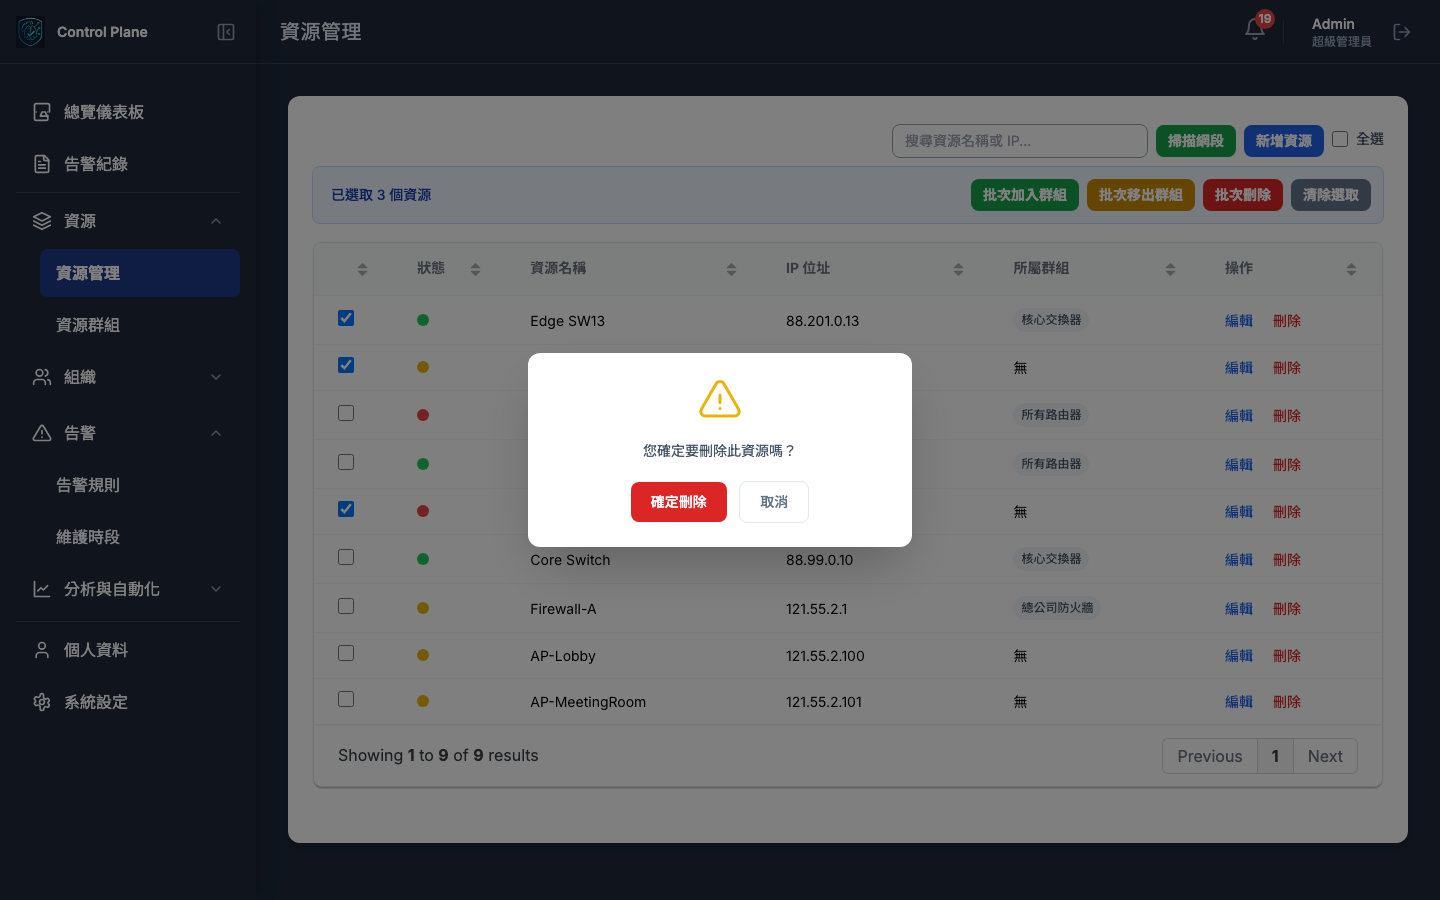 Control Plane
資源管理
19
Admin
超級管理員
總覽儀表板
告警紀錄
資源
資源管理
資源群組
組織
告警
告警規則
維護時段
分析與自動化
個人資料
系統設定
搜尋資源名稱或 IP...
掃描網段
新增資源
全選
已選取 3 個資源
批次加入群組
批次移出群組
批次刪除
清除選取
狀態 資源名稱 IP 位址 所屬群組 操作
Edge SW13 88.201.0.13 核心交換器 編輯 刪除
無 編輯 刪除
所有路由器 編輯 刪除
所有路由器 編輯 刪除
無 編輯 刪除
Core Switch 88.99.0.10 核心交換器 編輯 刪除
Firewall-A 121.55.2.1 總公司防火牆 編輯 刪除
AP-Lobby 121.55.2.100 無 編輯 刪除
AP-MeetingRoom 121.55.2.101 無 編輯 刪除
Showing 1 to 9 of 9 results
Previous 1 Next
您確定要刪除此資源嗎？
確定刪除
取消